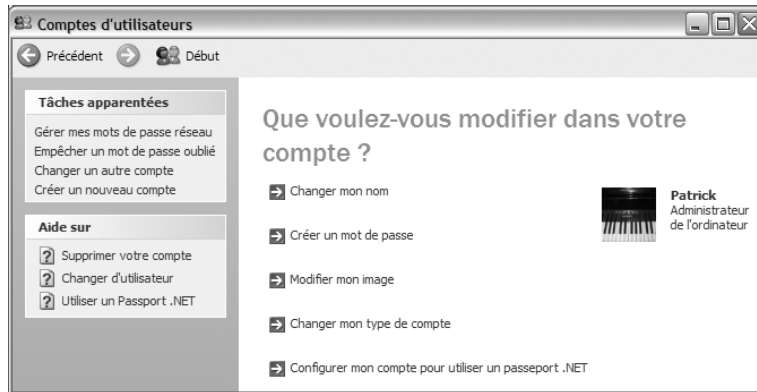 Comptes d'utilisateurs
Précédent
Début
Tâches apparentées
Gérer mes mots de passe réseau
Empêcher un mot de passe oublié
Changer un autre compte
Créer un nouveau compte
Aide sur
Supprimer votre compte
Changer d'utilisateur
Utiliser un Passport .NET
Que voulez-vous modifier dans votre
compte ?
Changer mon nom
Créer un mot de passe
Modifier mon image
Changer mon type de compte
Configurer mon compte pour utiliser un passeport .NET
Patrick
Administrateur
de l'ordinateur